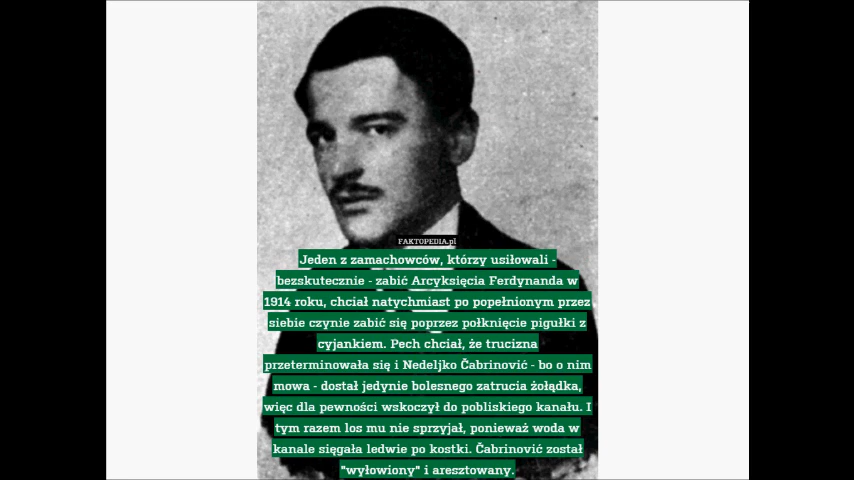 FAKTOPEDIA.pl
Jeden z zamachowców, którzy usiłowali -
bezskutecznie - zabić Arcyksięcia Ferdynanda w
1914 roku, chciał natychmiast po popełnionym przez
siebie czynie zabić się poprzez połknięcie pigułki z
cyjankiem. Pech chciał, że trucizna
przeterminowała się i Nedeljko Čabrinović - bo o nim
mowa - dostał jedynie bolesnego zatrucia żołądka,
więc dla pewności wskoczył do pobliskiego kanału. I
tym razem los mu nie sprzyjał, ponieważ woda w
kanale sięgała ledwie po kostki. Čabrinović został
"wyłowiony" i aresztowany.